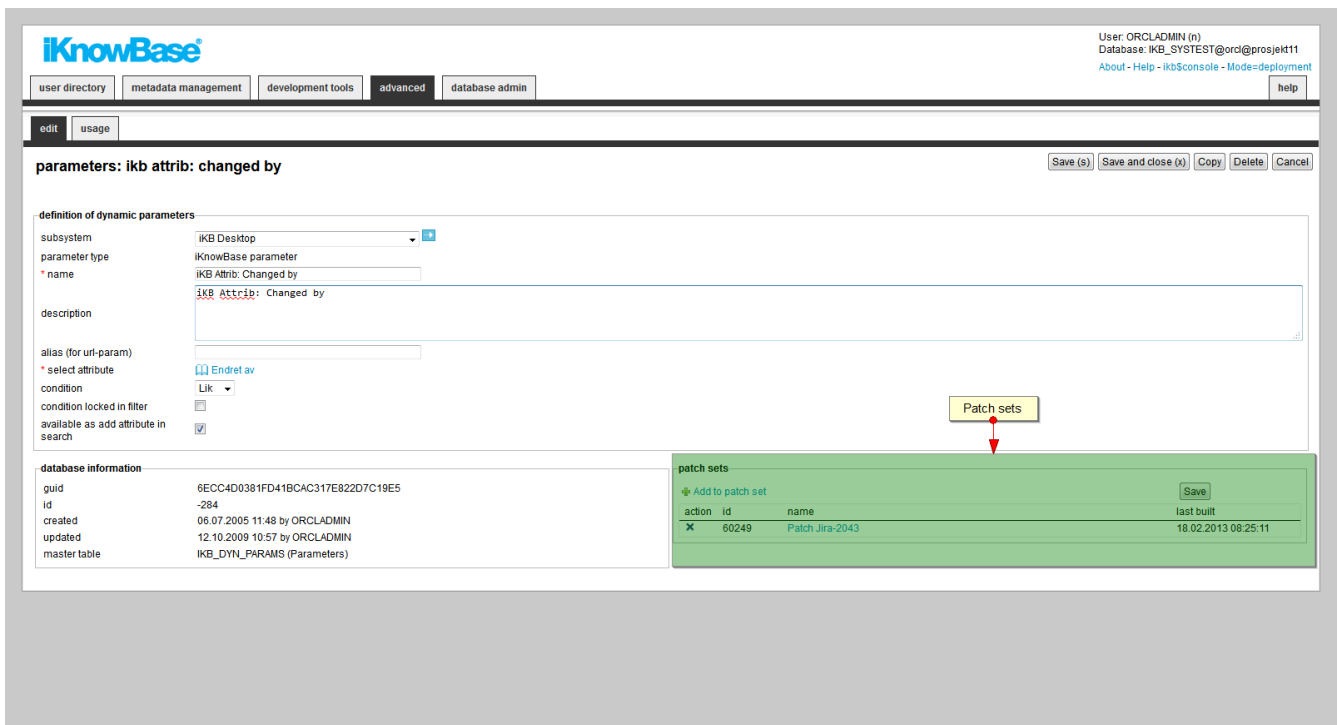 iKnowBase®
User: ORCLADMIN (n)
Database: IKB_SYSTEST@orcl@prosjekt11
About - Help - ikb$console - Mode=deployment
user directory metadata management development tools advanced database admin help
edit usage
parameters: ikb attrib: changed by
Save (s) Save and close (x) Copy Delete Cancel
definition of dynamic parameters
subsystem iKB Desktop
parameter type iKnowBase parameter
* name iKB Attrib: Changed by
description iKB Attrib: Changed by
alias (for url-param)
* select attribute Endret av
condition Lik
condition locked in filter
available as add attribute in
search
Patch sets
database information
guid 6ECC4D0381FD41BCAC317E822D7C19E5
id -284
created 06.07.2005 11:48 by ORCLADMIN
updated 12.10.2009 10:57 by ORCLADMIN
master table IKB_DYN_PARAMS (Parameters)
patch sets
Add to patch set Save
action id name last built
60249 Patch Jira-2043 18.02.2013 08:25:11